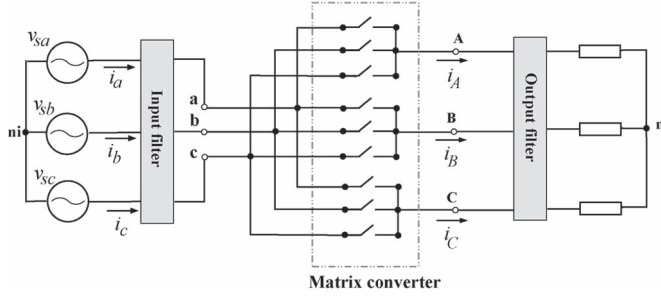 v_sa
i_a
v_sb
ni
i_b
v_sc
i_c
Input filter
a
b
c
A
i_A
B
i_B
C
i_C
Output filter
n
Matrix converter